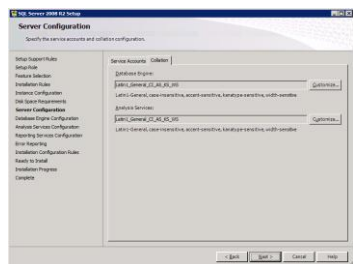 SQL Server 2008 R2 Setup
Server Configuration
Specify the service accounts and collation configuration.
Setup Support Rules
Setup Role
Feature Selection
Installation Rules
Instance Configuration
Disk Space Requirements
Server Configuration
Database Engine Configuration
Analysis Services Configuration
Reporting Services Configuration
Error Reporting
Installation Configuration Rules
Ready to Install
Installation Progress
Complete
Service Accounts Collation
Database Engine:
Latin1_General_CI_AS_KS_WS
Customize...
Latin1-General, case-insensitive, accent-sensitive, kanatype-sensitive, width-sensitive
Analysis Services:
Latin1_General_CI_AS_KS_WS
Customize...
Latin1-General, case-insensitive, accent-sensitive, kanatype-sensitive, width-sensitive
< Back Next > Cancel Help